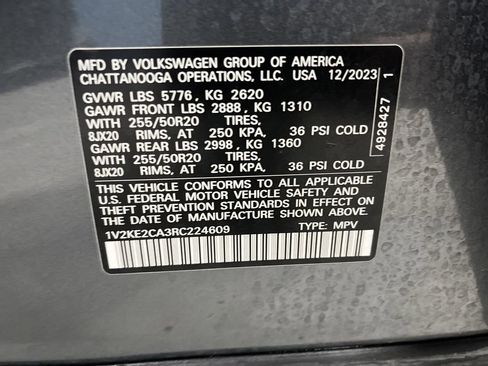 MFD BY VOLKSWAGEN GROUP OF AMERICA
CHATTANOOGA OPERATIONS, LLC. USA 12/2023
GVWR LBS 5776, KG 2620
GAWR FRONT LBS 2888, KG 1310
WITH 255/50R20 TIRES,
8JX20 RIMS, AT 250 KPA, 36 PSI COLD
GAWR REAR LBS 2998, KG 1360
WITH 255/50R20 TIRES,
8JX20 RIMS, AT 250 KPA, 36 PSI COLD
THIS VEHICLE CONFORMS TO ALL APPLICABLE
U.S. FEDERAL MOTOR VEHICLE SAFETY AND
THEFT PREVENTION STANDARDS IN EFFECT ON
THE DATE OF MANUFACTURE SHOWN ABOVE.
1V2KE2CA3RC224609 TYPE: MPV
4928427 1